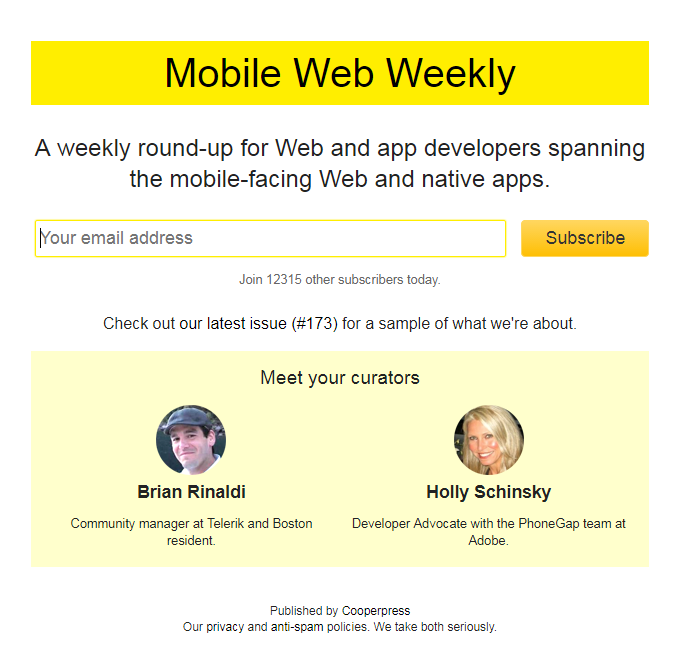 Mobile Web Weekly
A weekly round-up for Web and app developers spanning
the mobile-facing Web and native apps.
Your email address
Subscribe
Join 12315 other subscribers today.
Check out our latest issue (#173) for a sample of what we're about.
Meet your curators
Brian Rinaldi
Community manager at Telerik and Boston
resident.
Holly Schinsky
Developer Advocate with the PhoneGap team at
Adobe.
Published by Cooperpress
Our privacy and anti-spam policies. We take both seriously.